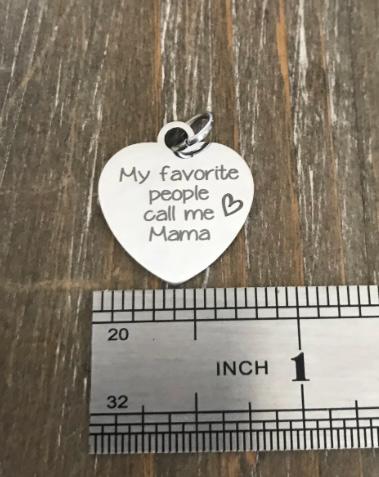 My favorite
people
call me
Mama
20
INCH 1
32